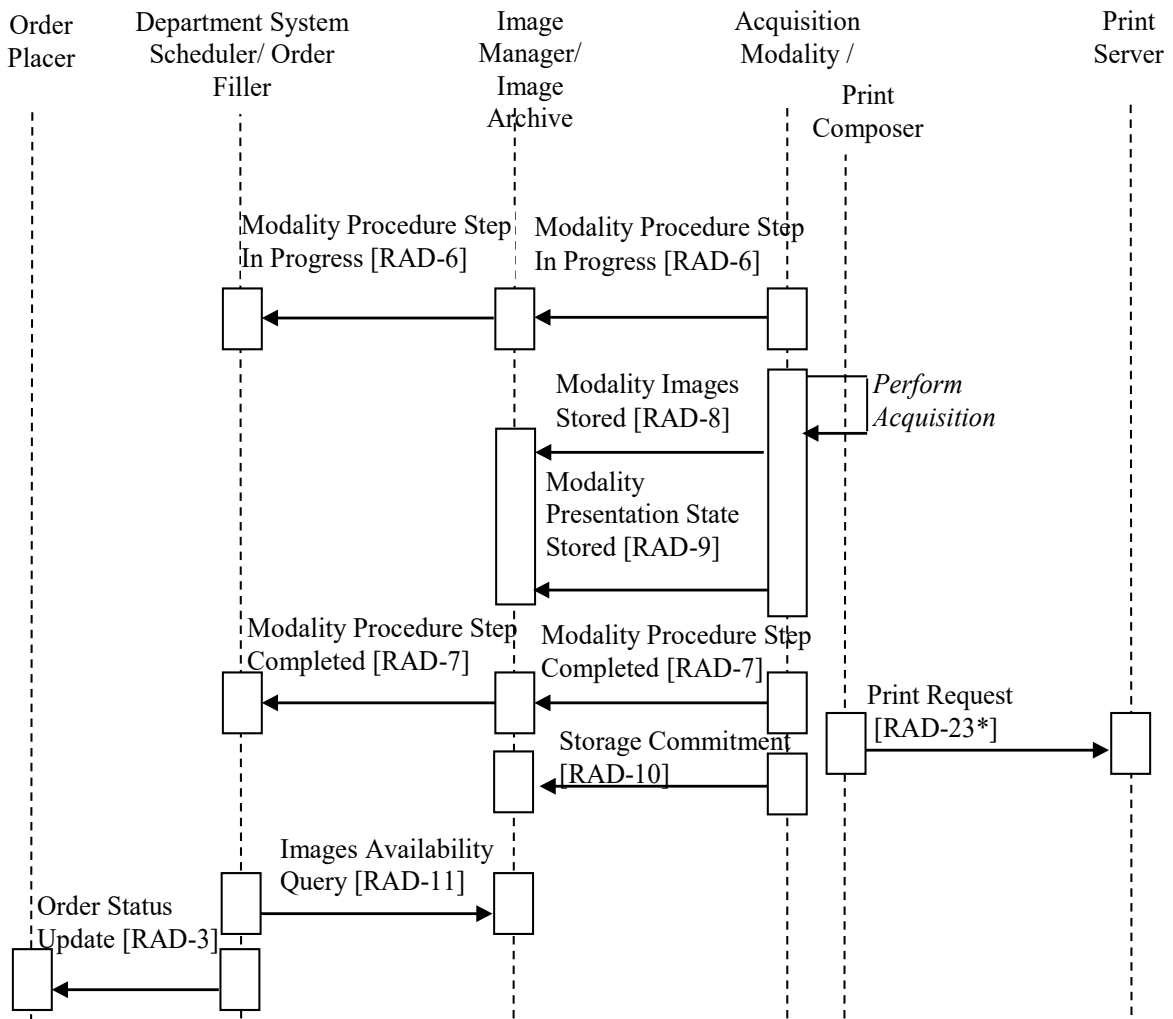 Order
Placer
Department System
Scheduler/ Order
Filler
Image
Manager/
Image
Archive
Acquisition
Modality /
Print
Composer
Print
Server
Modality Procedure Step
In Progress [RAD-6]
Modality Procedure Step
In Progress [RAD-6]
Modality Images
Stored [RAD-8]
Perform
Acquisition
Modality
Presentation State
Stored [RAD-9]
Modality Procedure Step
Completed [RAD-7]
Modality Procedure Step
Completed [RAD-7]
Print Request
[RAD-23*]
Storage Commitment
[RAD-10]
Images Availability
Query [RAD-11]
Order Status
Update [RAD-3]